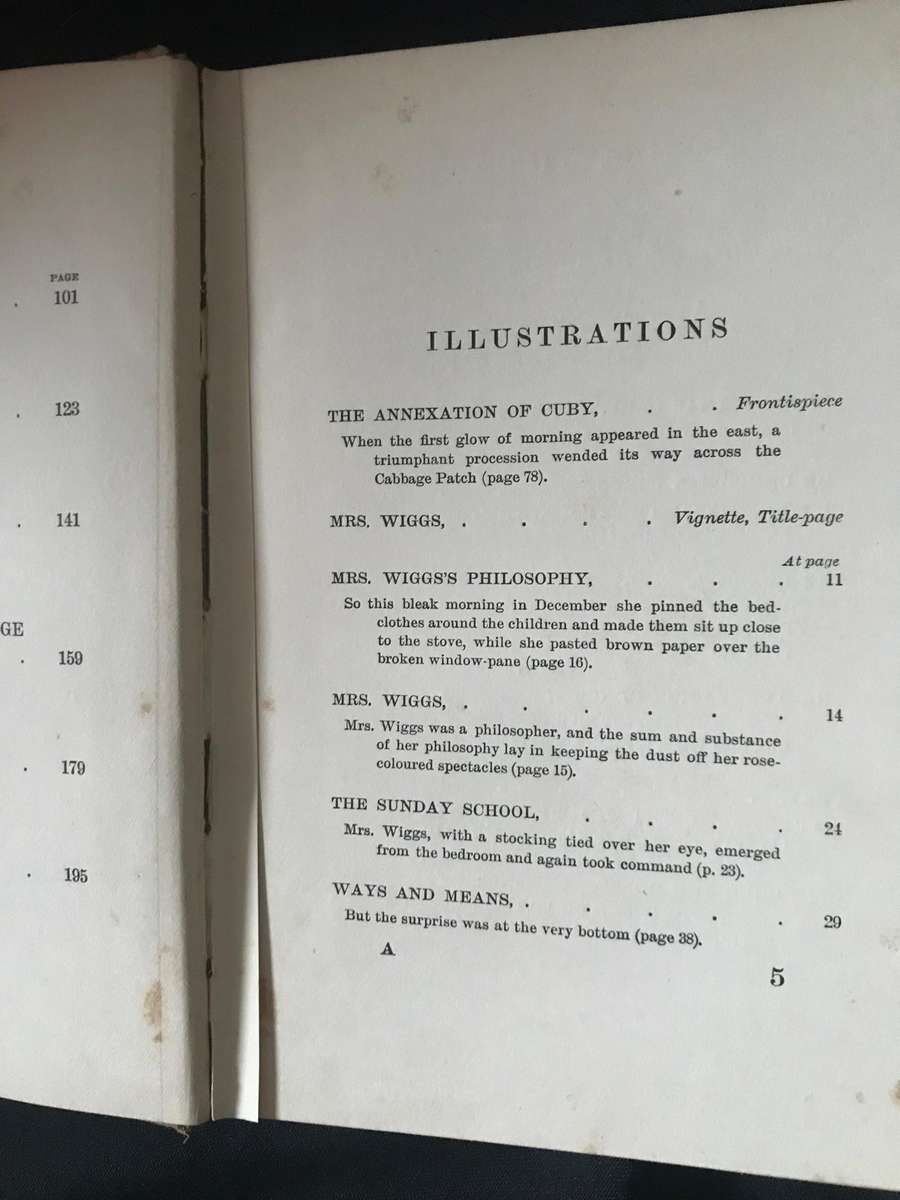 PAGE
. 101
. 123
. 141
GE
. 159
. 179
. 195
ILLUSTRATIONS
THE ANNEXATION OF CUBY, . . Frontispiece
When the first glow of morning appeared in the east, a
triumphant procession wended its way across the
Cabbage Patch (page 78).
MRS. WIGGS, . . . . Vignette, Title-page
At page
MRS. WIGGS'S PHILOSOPHY, . . . 11
So this bleak morning in December she pinned the bed-
clothes around the children and made them sit up close
to the stove, while she pasted brown paper over the
broken window-pane (page 16).
MRS. WIGGS, . . . . . . 14
Mrs. Wiggs was a philosopher, and the sum and substance
of her philosophy lay in keeping the dust off her rose-
coloured spectacles (page 15).
THE SUNDAY SCHOOL, . . . . 24
Mrs. Wiggs, with a stocking tied over her eye, emerged
from the bedroom and again took command (p. 23).
WAYS AND MEANS, . . . . . 29
But the surprise was at the very bottom (page 38).
A
5